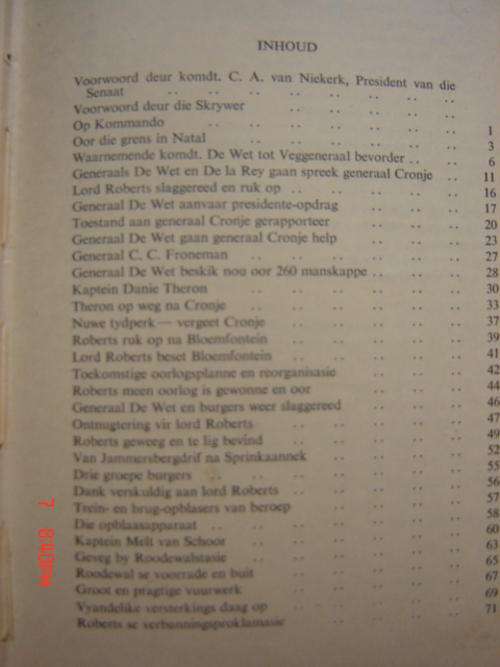 INHOUD
Voorwoord deur komdt. C. A. van Niekerk, President van die
Senaat .. .. .. .. .. .. .. ..
Voorwoord deur die Skrywer .. .. .. .. ..
Op Kommando .. .. .. .. .. .. 1
Oor die grens in Natal .. .. .. .. .. 3
Waarnemende komdt. De Wet tot Veggeneraal bevorder .. .. 6
Generaals De Wet en De la Rey gaan spreek generaal Cronje .. 11
Lord Roberts slaggereed en ruk op .. .. .. .. .. 16
Generaal De Wet aanvaar presidente-opdrag .. .. .. 17
Toestand aan generaal Cronje gerapporteer .. .. .. 20
Generaal De Wet gaan generaal Cronje help .. .. .. 23
Generaal C. C. Froneman .. .. .. .. .. .. 27
Generaal De Wet beskik nou oor 260 manskappe .. .. .. 28
Kaptein Danie Theron .. .. .. .. .. .. 30
Theron op weg na Cronje .. .. .. .. .. .. 33
Nuwe tydperk — vergeet Cronje .. .. .. .. .. 37
Roberts ruk op na Bloemfontein .. .. .. .. .. 39
Lord Roberts beset Bloemfontein .. .. .. .. .. 41
Toekomstige oorlogsplanne en reorganisasie .. .. .. 42
Roberts meen oorlog is gewonne en oor .. .. .. 44
Generaal De Wet en burgers weer slaggereed .. .. .. 46
Ontnugtering vir lord Roberts .. .. .. .. .. 47
Roberts geweeg en te lig bevind .. .. .. .. .. 49
Van Jammersbergdrif na Sprinkaannek .. .. .. .. 52
Drie groepe burgers .. .. .. .. .. .. 55
Dank verskuldig aan lord Roberts .. .. .. .. .. 56
Trein- en brug-opblasers van beroep .. .. .. .. 57
Die opblaasapparaat .. .. .. .. .. .. 58
Kaptein Melt van Schoor .. .. .. .. .. .. 60
Geveg by Roodewalstasie .. .. .. .. .. .. 63
Roodewal se voorrade en buit .. .. .. .. .. 65
Groot en pragtige vuurwerk .. .. .. .. .. 67
Vyandelike versterkings daag op .. .. .. .. .. 69
Roberts se verbanningsproklamasie .. .. .. .. 71